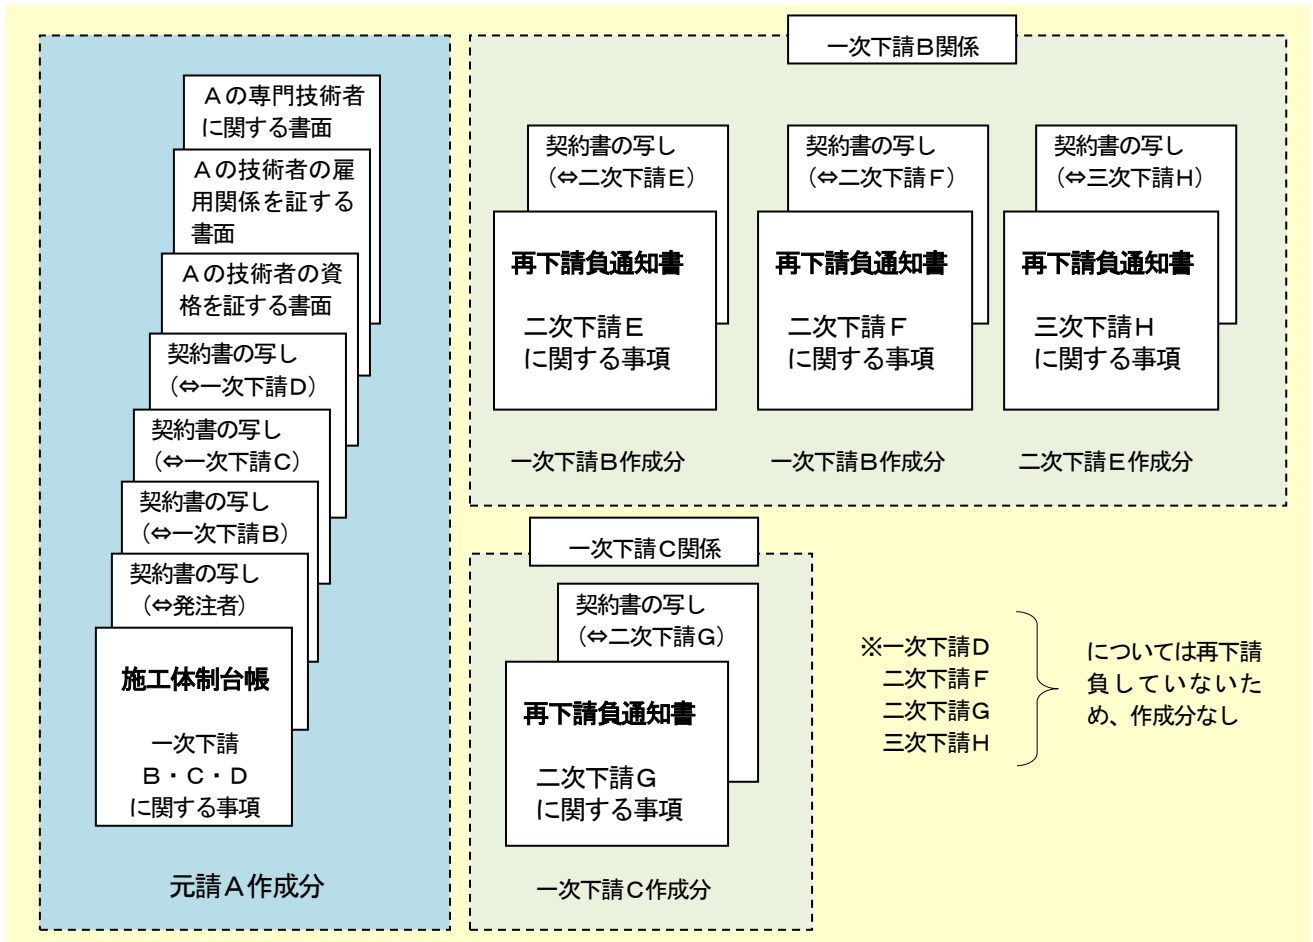 Ａの専門技術者
に関する書面
Ａの技術者の雇
用関係を証する
書面
Ａの技術者の資
格を証する書面
契約書の写し
（⇔一次下請Ｄ）
契約書の写し
（⇔一次下請Ｃ）
契約書の写し
（⇔一次下請Ｂ）
契約書の写し
（⇔発注者）
施工体制台帳
一次下請
Ｂ・Ｃ・Ｄ
に関する事項
元請Ａ作成分
一次下請Ｂ関係
契約書の写し
（⇔二次下請Ｅ）
再下請負通知書
二次下請Ｅ
に関する事項
一次下請Ｂ作成分
契約書の写し
（⇔二次下請Ｆ）
再下請負通知書
二次下請Ｆ
に関する事項
一次下請Ｂ作成分
契約書の写し
（⇔三次下請Ｈ）
再下請負通知書
三次下請Ｈ
に関する事項
二次下請Ｅ作成分
一次下請Ｃ関係
契約書の写し
（⇔二次下請Ｇ）
再下請負通知書
二次下請Ｇ
に関する事項
一次下請Ｃ作成分
※一次下請Ｄ
二次下請Ｆ
二次下請Ｇ
三次下請Ｈ
については再下請
負していないた
め、作成分なし